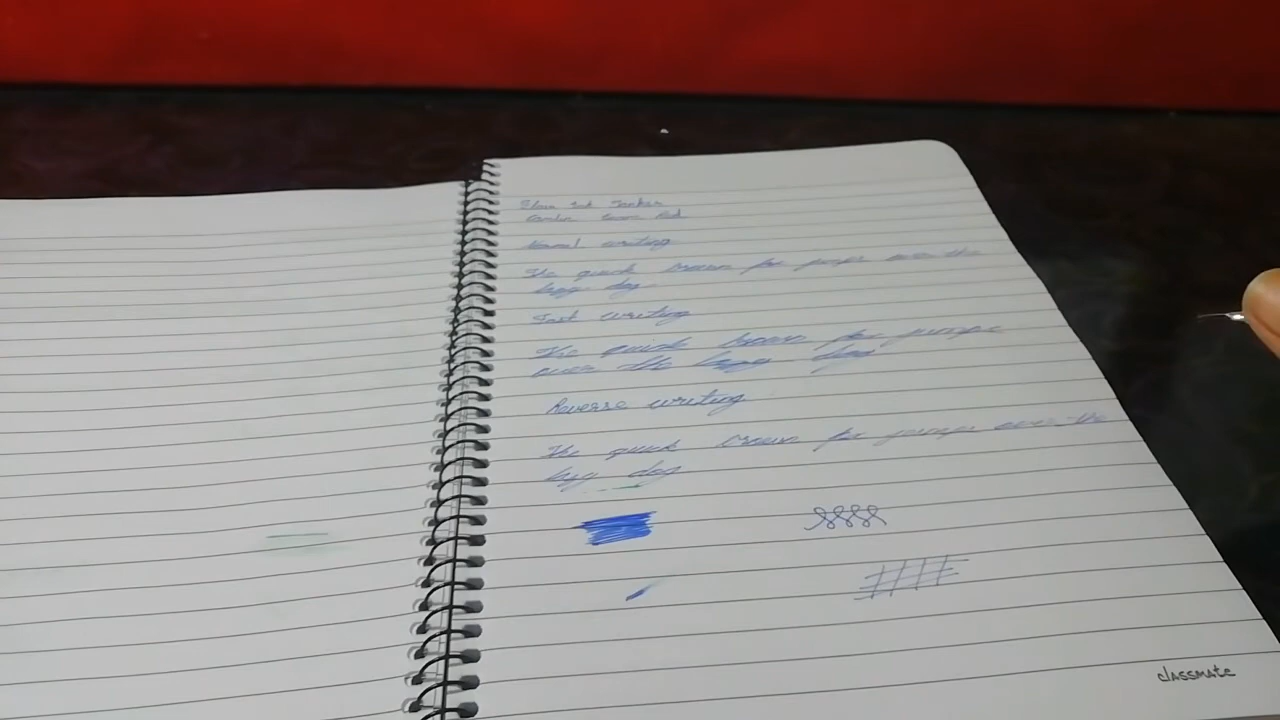 Normal writing
The quick brown fox jumps over the
lazy dog
Fast writing
The quick brown fox jumps
over the lazy dog
Reverse writing
The quick brown fox jumps over the
lazy dog
classmate